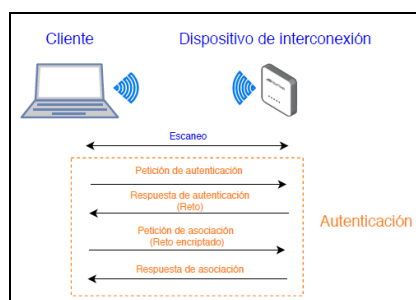 Cliente
Dispositivo de interconexión
Escaneo
Petición de autenticación
Respuesta de autenticación
(Reto)
Petición de asociación
(Reto encriptado)
Respuesta de asociación
Autenticación